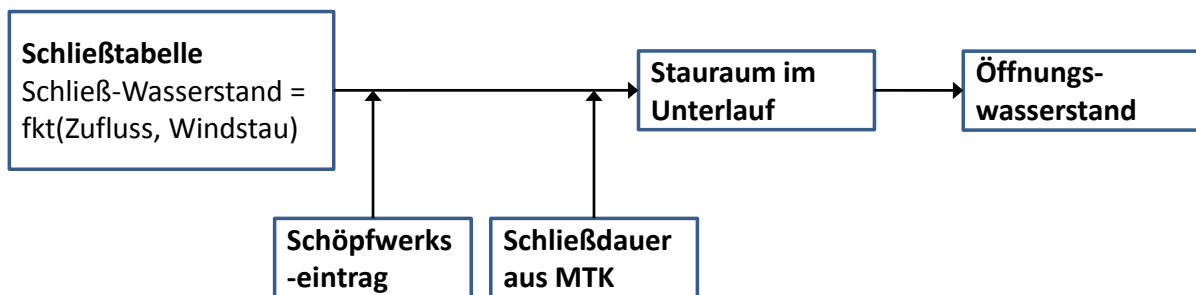 Schließtabelle
Schließ-Wasserstand =
fkt(Zufluss, Windstau)
Stauraum im
Unterlauf
Öffnungs-
wasserstand
Schöpfwerks
-eintrag
Schließdauer
aus MTK